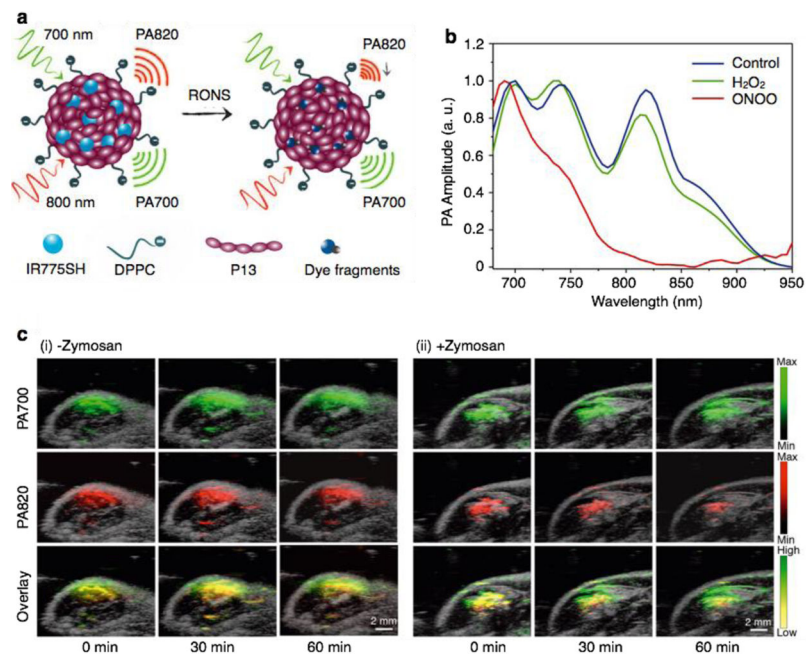 a
700 nm
PA820
PA820
RONS
800 nm
PA700
PA700
IR775SH
DPPC
P13
Dye fragments
b
PA Amplitude (a. u.)
1.2
1.0
0.8
0.6
0.4
0.2
0
Control
H₂O₂
ONOO
700
750
800
850
900
950
Wavelength (nm)
c
(i) -Zymosan
(ii) +Zymosan
PA700
Max
Min
PA820
Max
Min
Overlay
High
Low
2 mm
2 mm
0 min
30 min
60 min
0 min
30 min
60 min